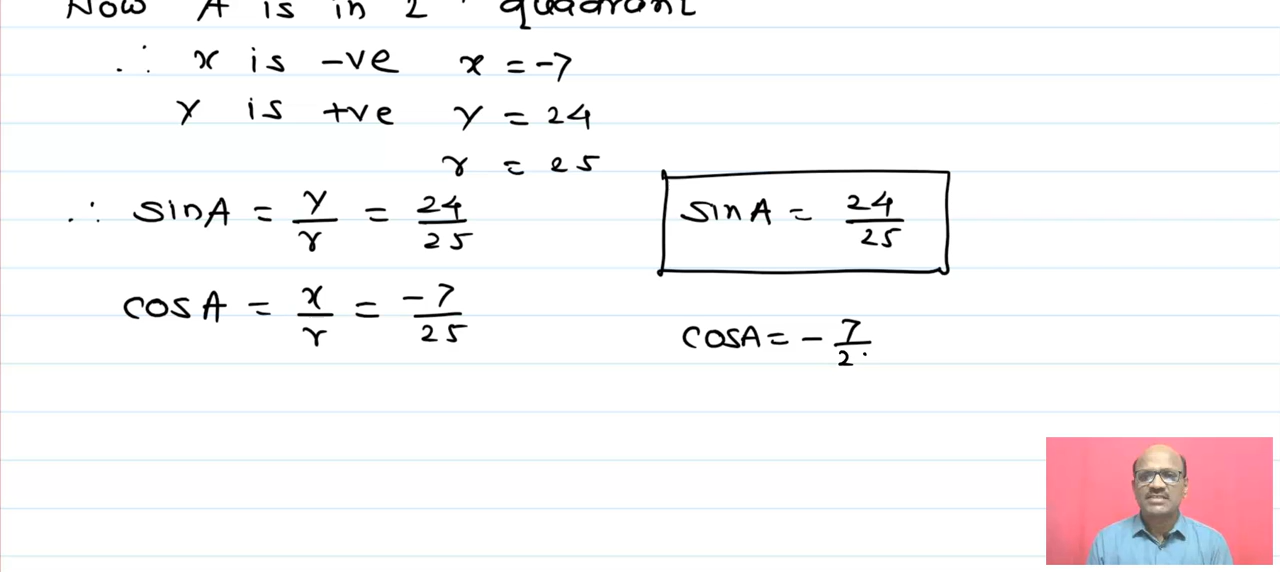 Now A is in 2 quadrant
∴ x is -ve x = -7
y is +ve y = 24
r = 25
∴ sinA = y/r = 24/25
cosA = x/r = -7/25
sinA = 24/25
cosA = - 7/2